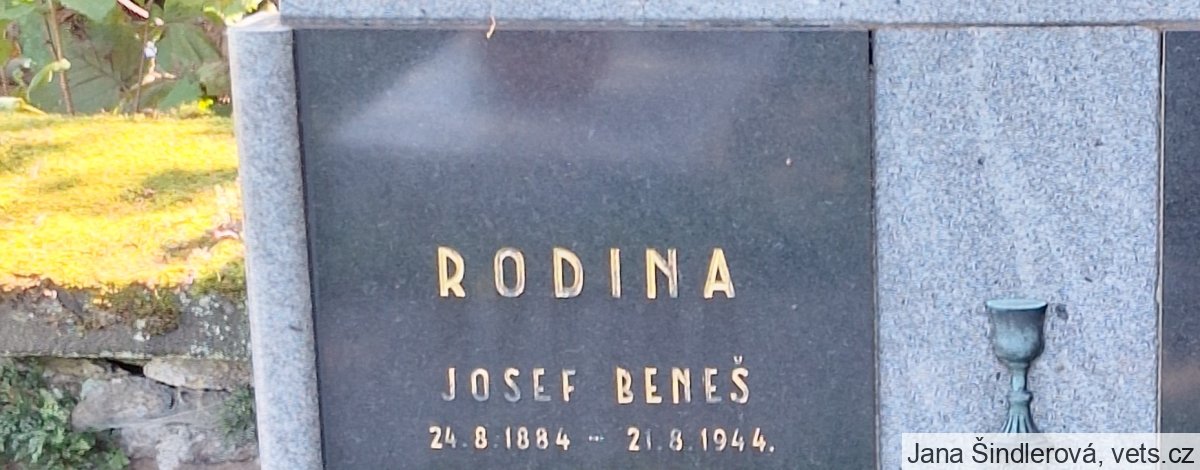 RODINA
JOSEF BENEŠ
24.8.1884 - 21.8.1944.
Jana Šindlerová, vets.cz